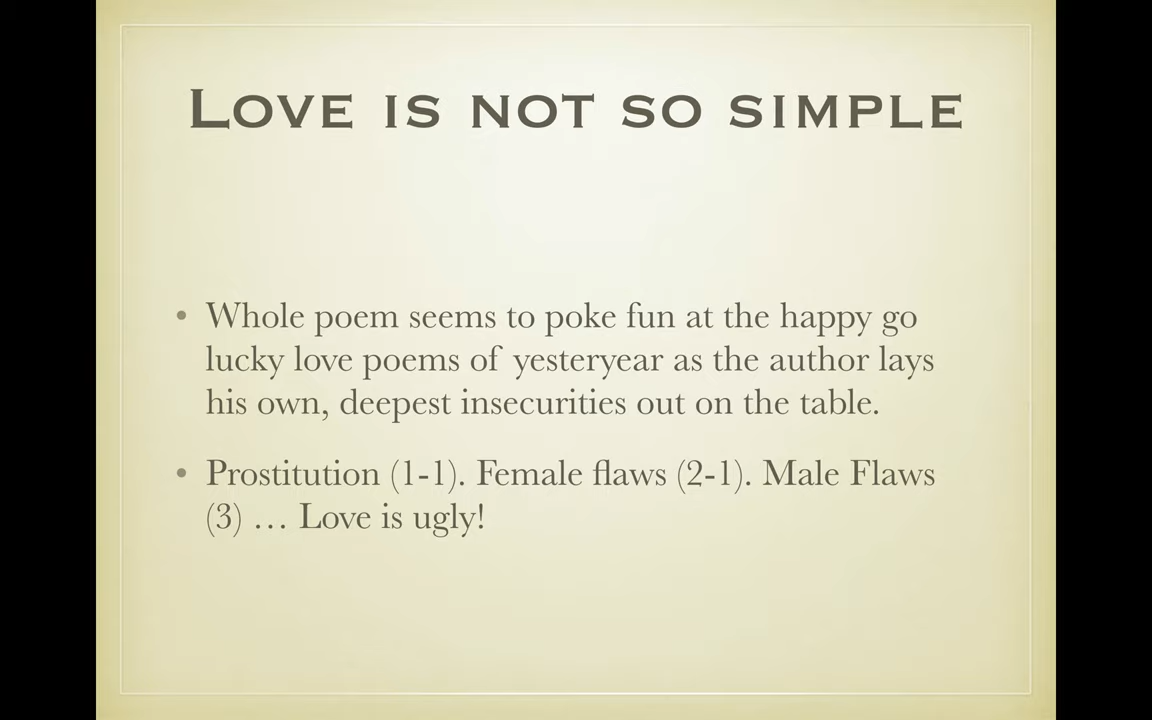 Love is not so simple
• Whole poem seems to poke fun at the happy go
lucky love poems of yesteryear as the author lays
his own, deepest insecurities out on the table.
• Prostitution (1-1). Female flaws (2-1). Male Flaws
(3) … Love is ugly!